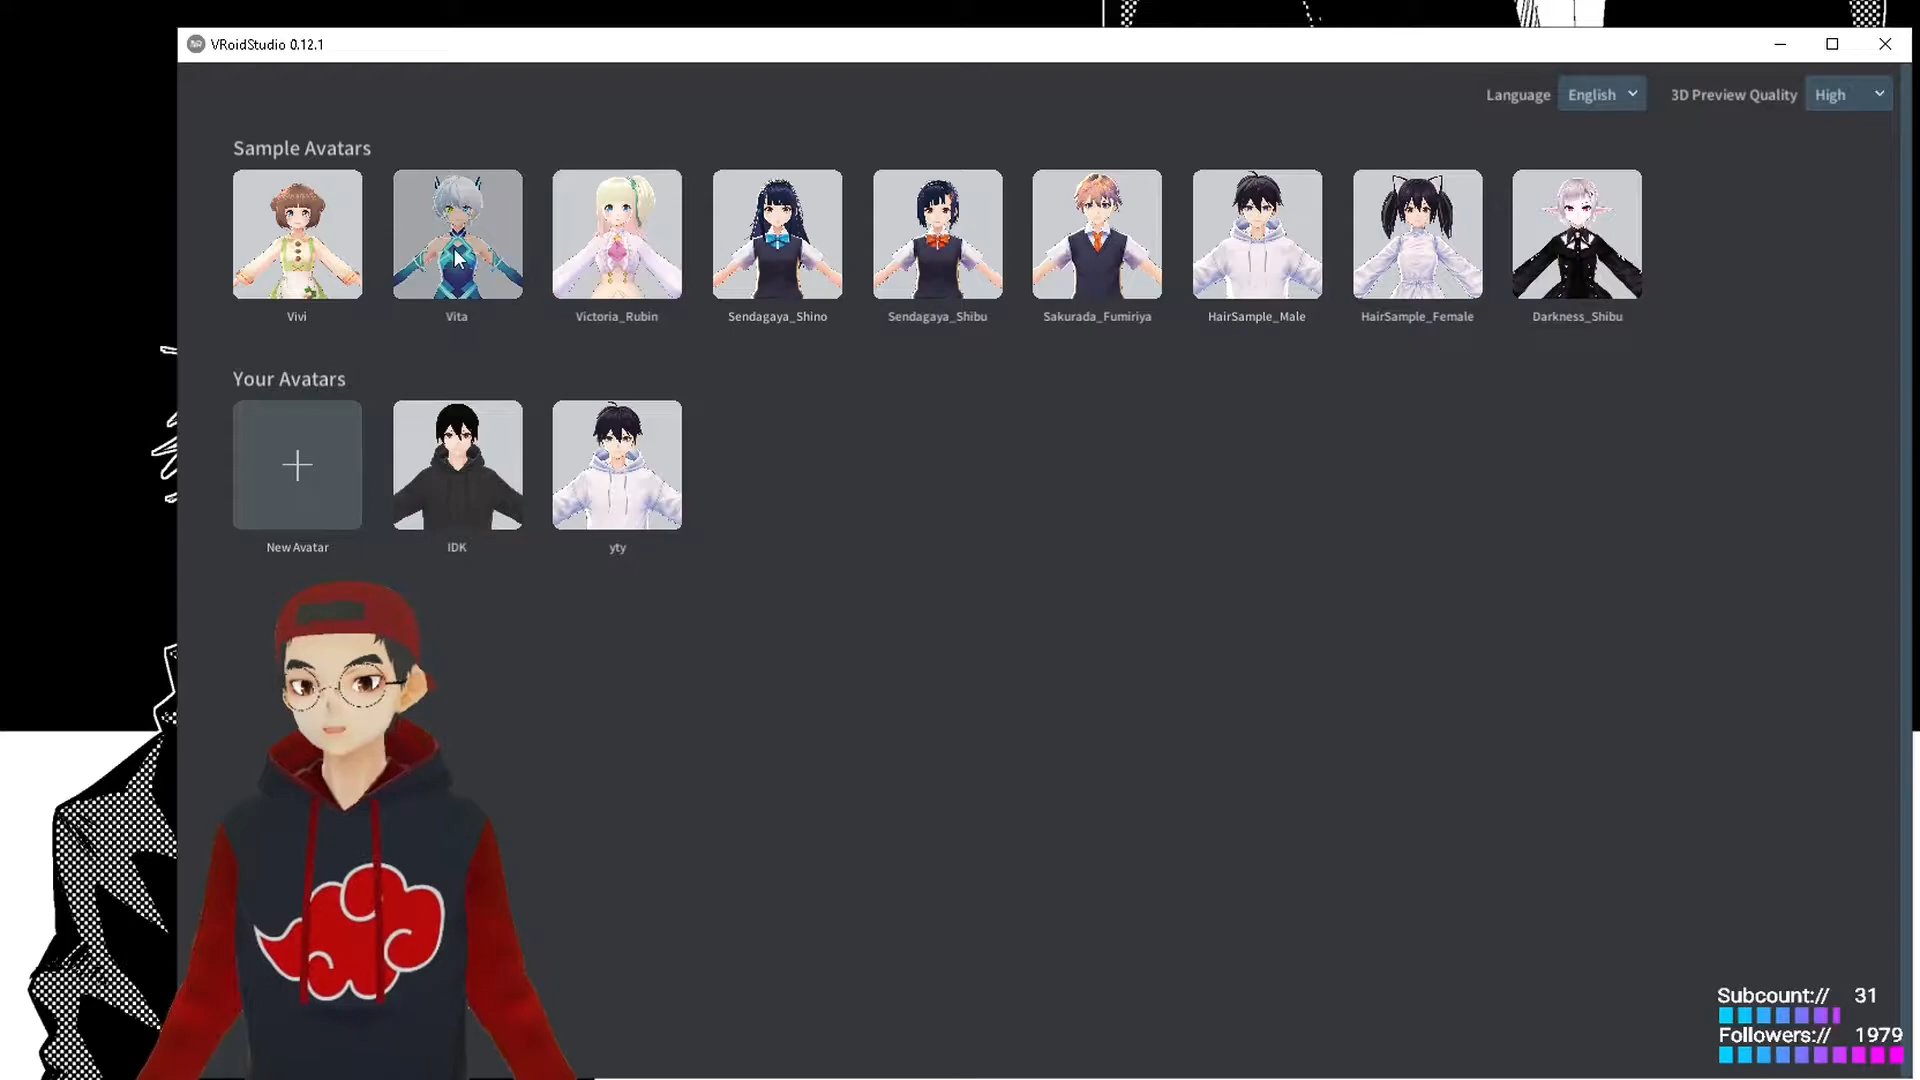 VRoidStudio 0.12.1
Language English 3D Preview Quality High
Sample Avatars
Vivi Vita Victoria_Rubin Sendagaya_Shino Sendagaya_Shibu Sakurada_Fumiriya HairSample_Male HairSample_Female Darkness_Shibu
Your Avatars
New Avatar IDK yty
Subcount:// 31
Followers:// 1979